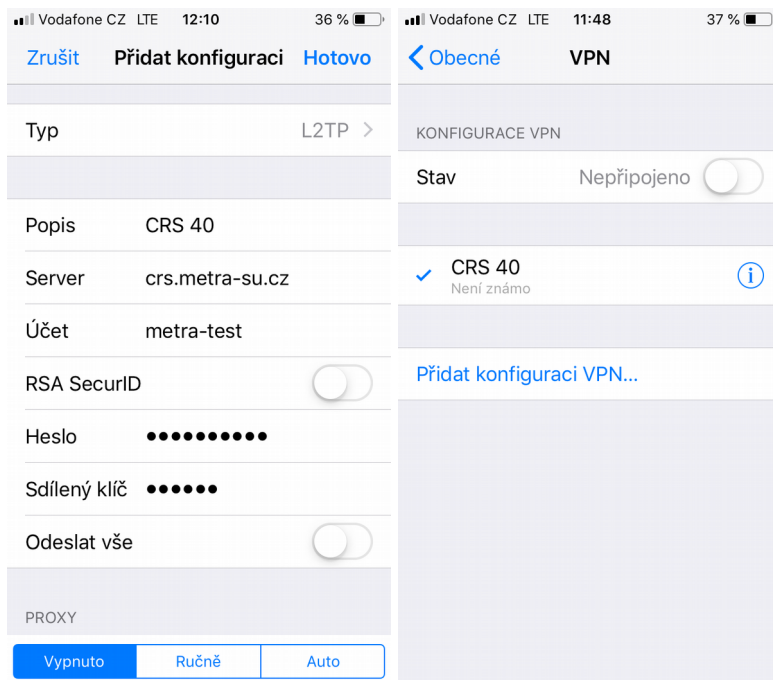 Vodafone CZ LTE 12:10 36 %
Zrušit Přidat konfiguraci Hotovo
Typ L2TP
Popis CRS 40
Server crs.metra-su.cz
Účet metra-test
RSA SecurID
Heslo ●●●●●●●●●●
Sdílený klíč ●●●●●●
Odeslat vše
PROXY
Vypnuto Ručně Auto
Vodafone CZ LTE 11:48 37 %
Obecné VPN
KONFIGURACE VPN
Stav Nepřipojeno
CRS 40
Není známo
Přidat konfiguraci VPN...